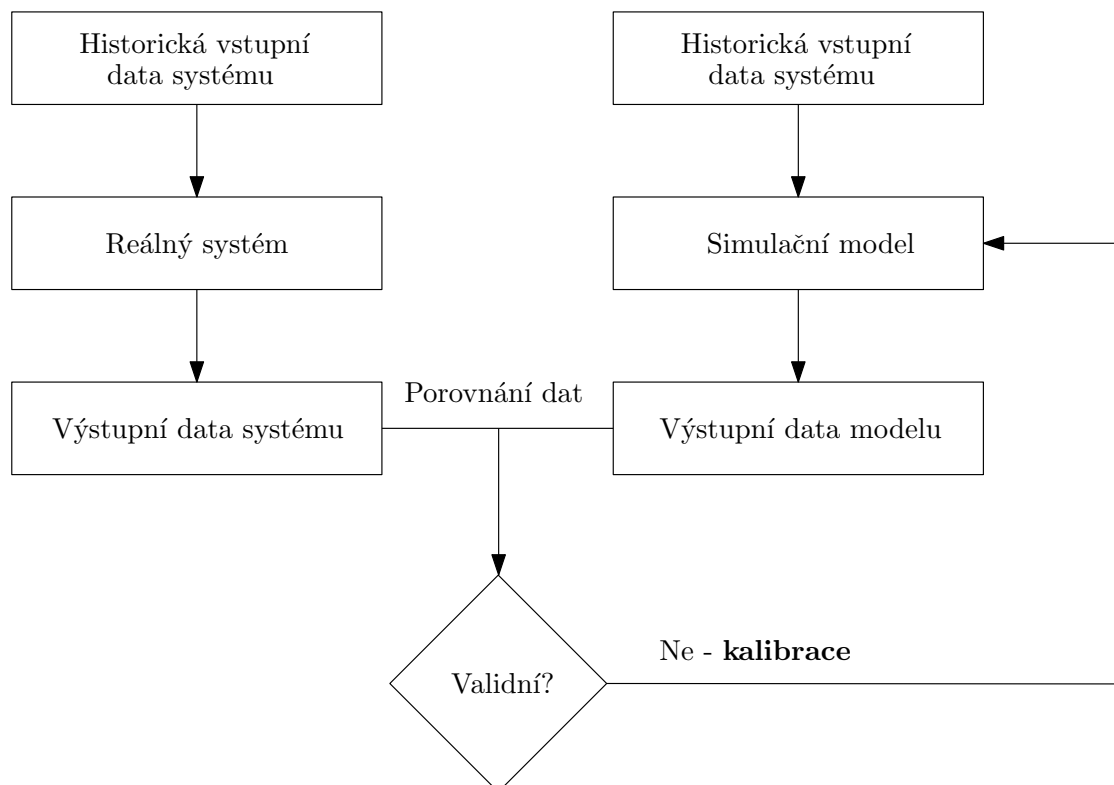 Historická vstupní
data systému
Historická vstupní
data systému
Reálný systém
Simulační model
Porovnání dat
Výstupní data systému
Výstupní data modelu
Ne - kalibrace
Validní?